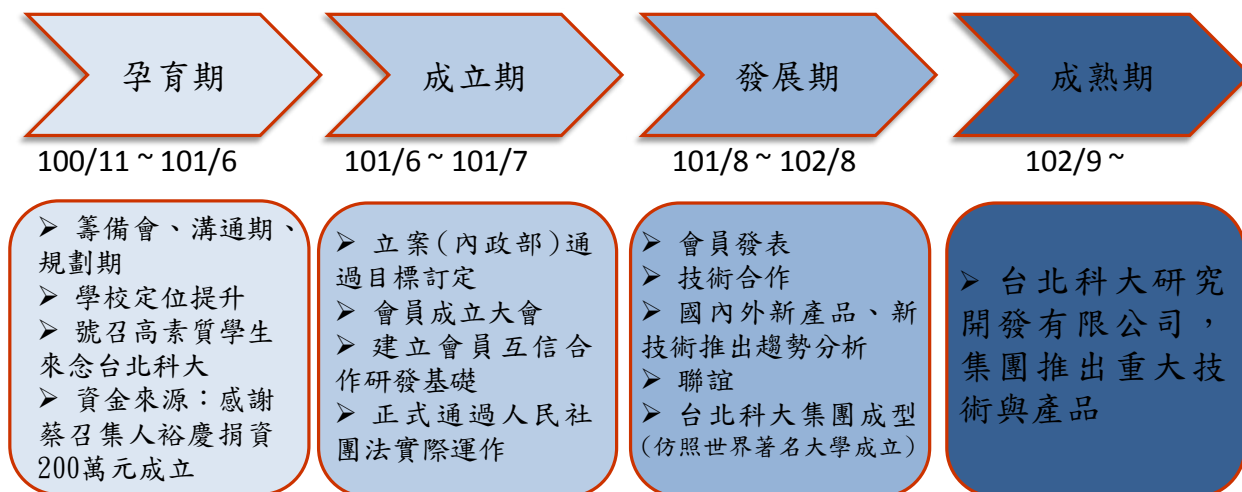 孕育期
成立期
發展期
成熟期
100/11 ~ 101/6
101/6 ~ 101/7
101/8 ~ 102/8
102/9 ~
➢ 籌備會、溝通期、
規劃期
➢ 學校定位提升
➢ 號召高素質學生
來念台北科大
➢ 資金來源：感謝
蔡召集人裕慶捐資
200萬元成立
➢ 立案(內政部)通
過目標訂定
➢ 會員成立大會
➢ 建立會員互信合
作研發基礎
➢ 正式通過人民社
團法實際運作
➢ 會員發表
➢ 技術合作
➢ 國內外新產品、新
技術推出趨勢分析
➢ 聯誼
➢ 台北科大集團成型
(仿照世界著名大學成立)
➢ 台北科大研究
開發有限公司，
集團推出重大技
術與產品